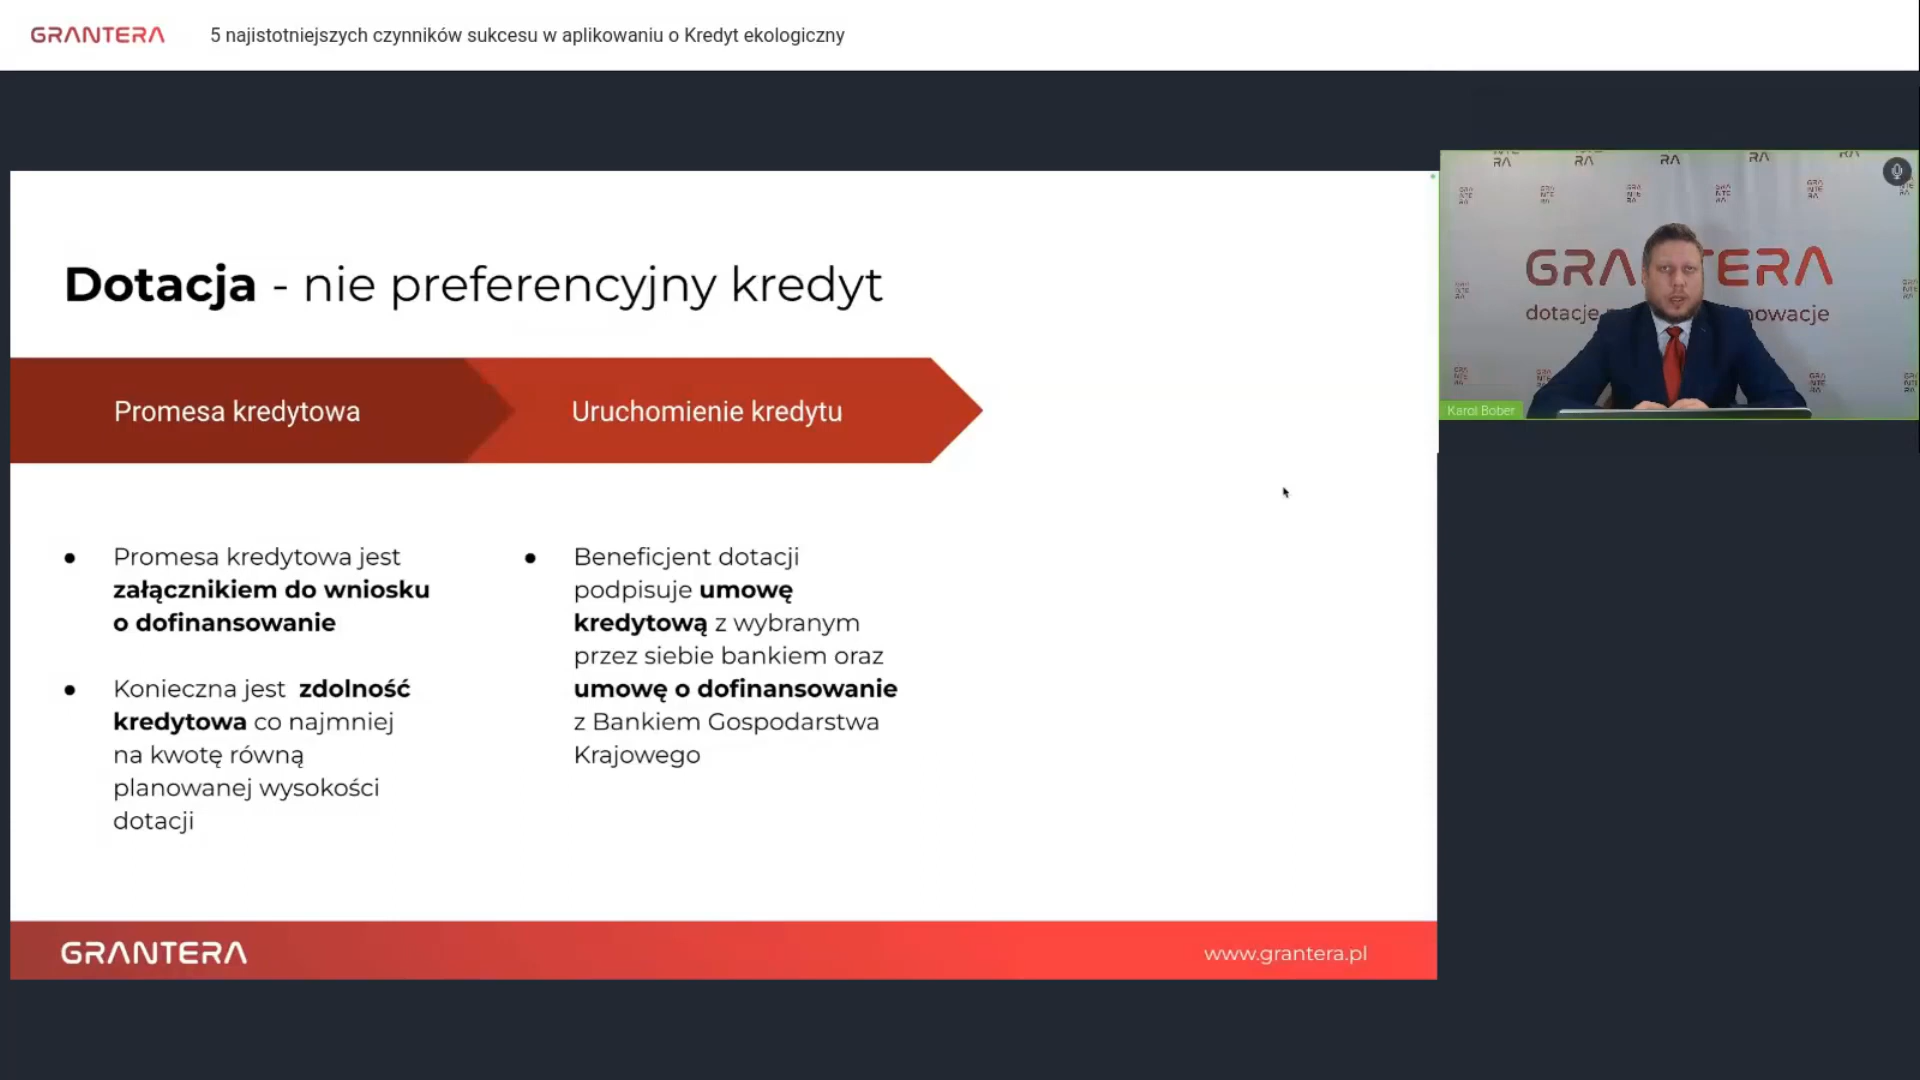 GRANTERA
5 najistotniejszych czynników sukcesu w aplikowaniu o Kredyt ekologiczny
Dotacja - nie preferencyjny kredyt
Promesa kredytowa
Uruchomienie kredytu
Promesa kredytowa jest
załącznikiem do wniosku
o dofinansowanie
Konieczna jest zdolność
kredytowa co najmniej
na kwotę równą
planowanej wysokości
dotacji
Beneficjent dotacji
podpisuje umowę
kredytową z wybranym
przez siebie bankiem oraz
umowę o dofinansowanie
z Bankiem Gospodarstwa
Krajowego
GRANTERA
www.grantera.pl
dotacje
Karol Bober